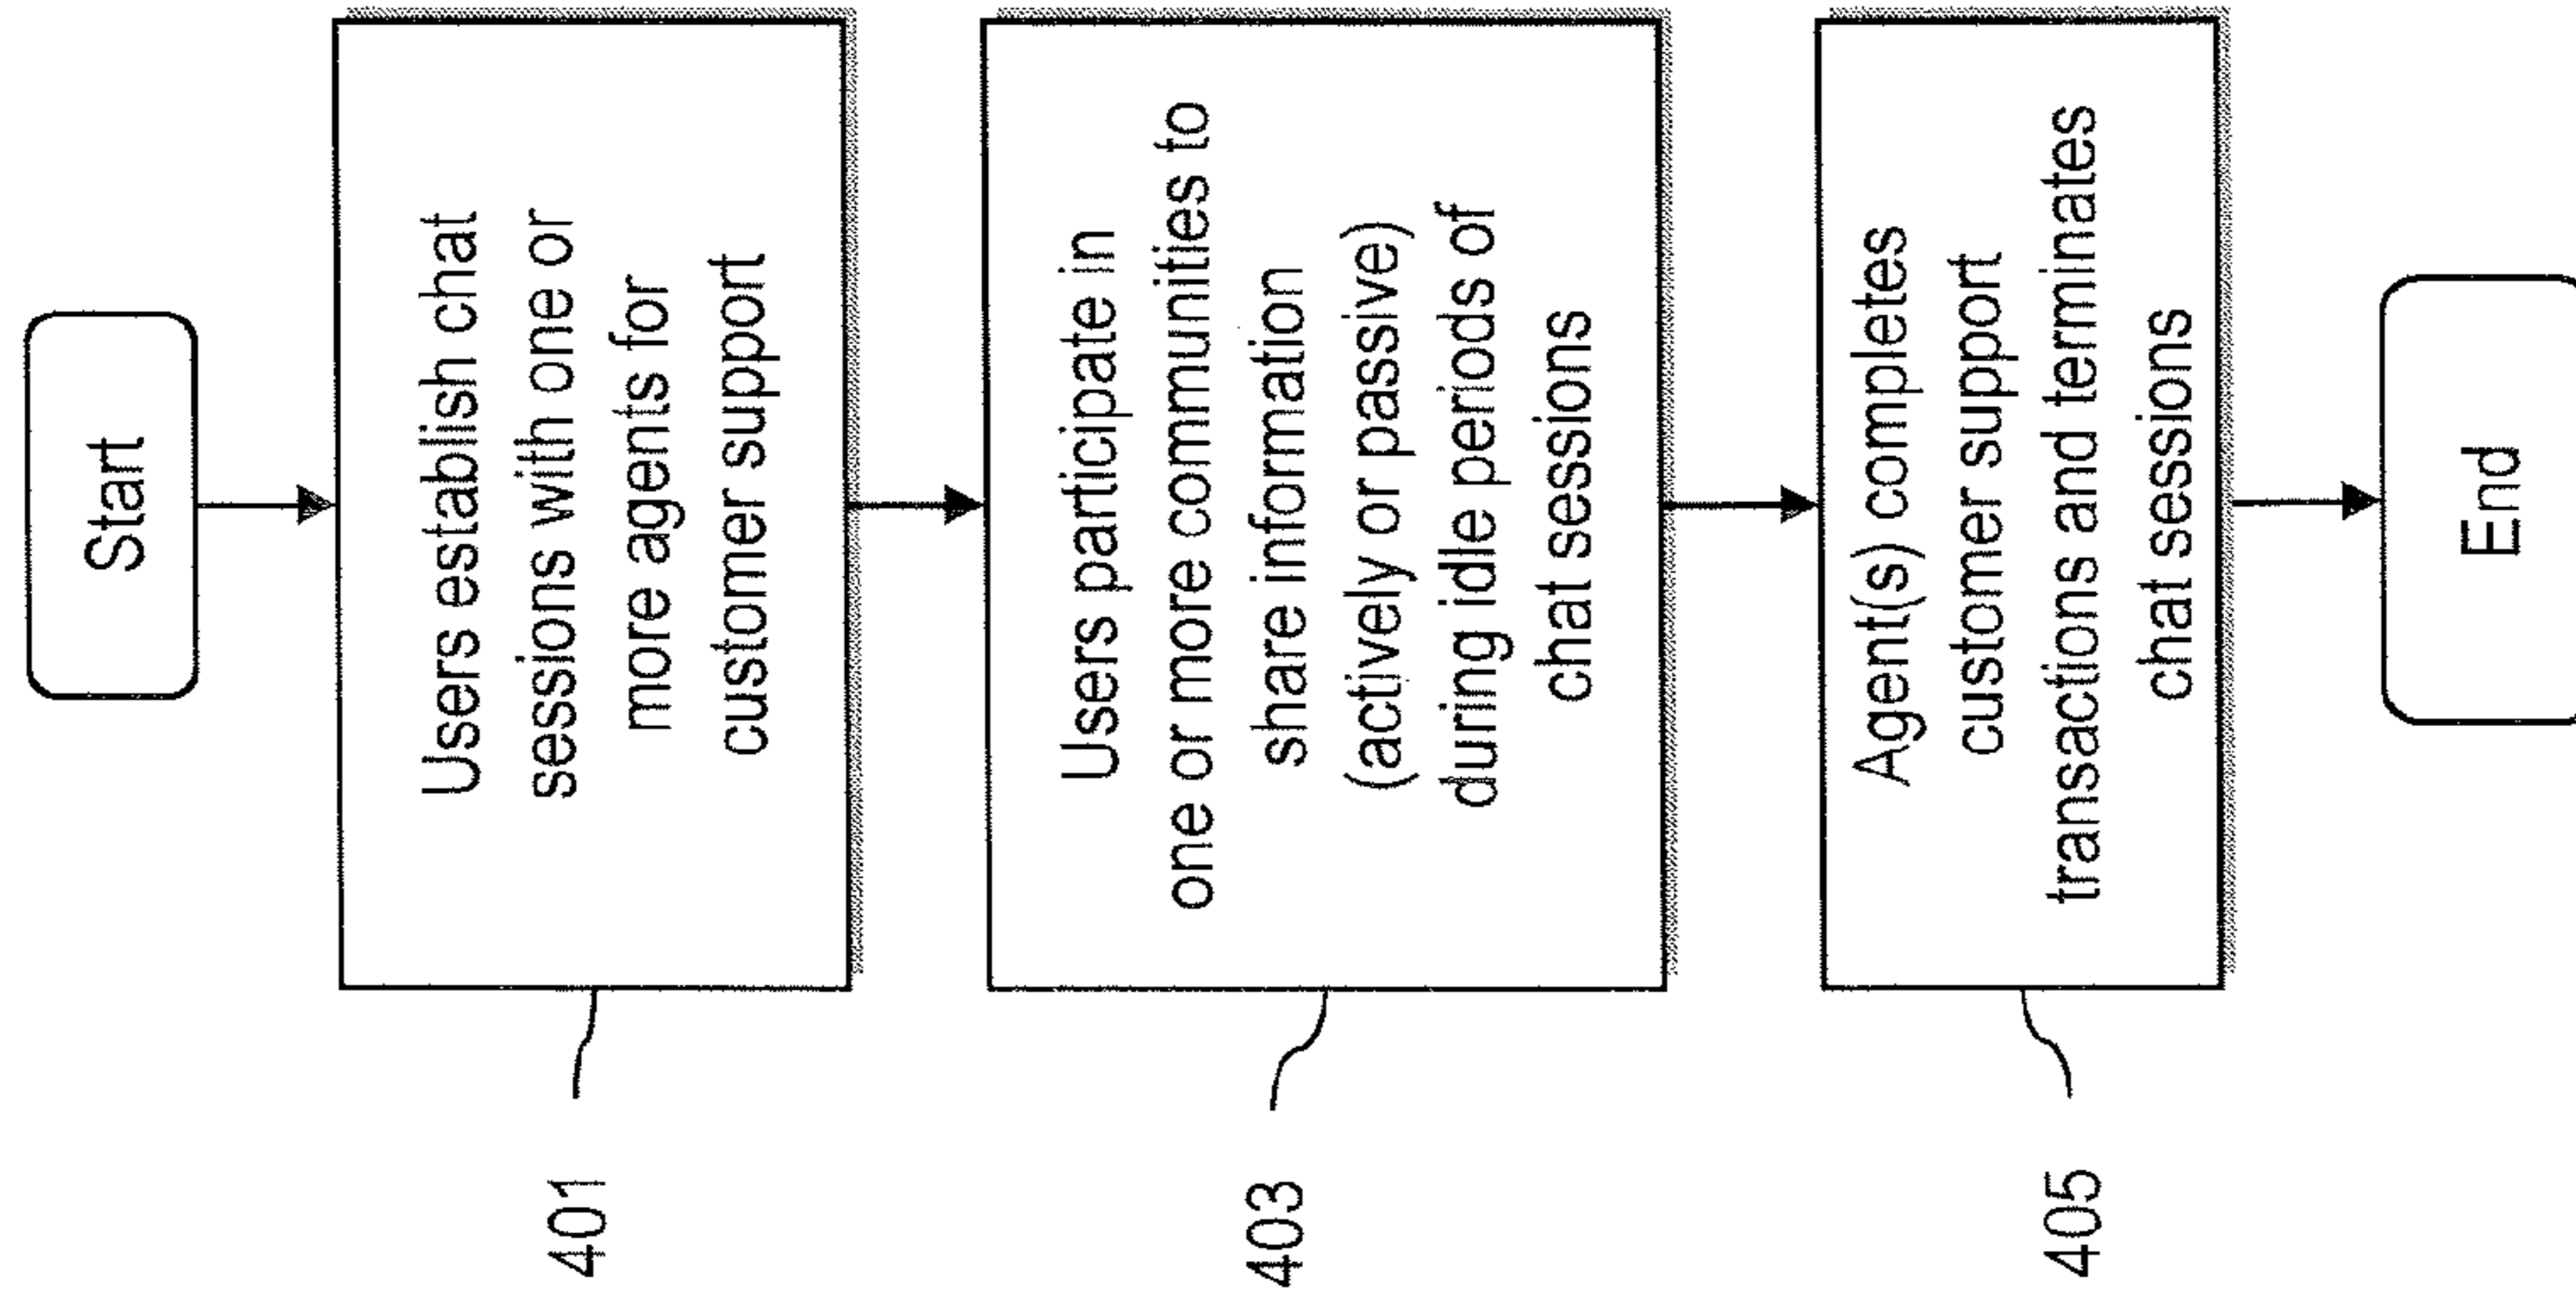 Start
401
Users establish chat
sessions with one or
more agents for
customer support
403
Users participate in
one or more communities to
share information
(actively or passive)
during idle periods of
chat sessions
405
Agent(s) completes
customer support
transactions and terminates
chat sessions
End